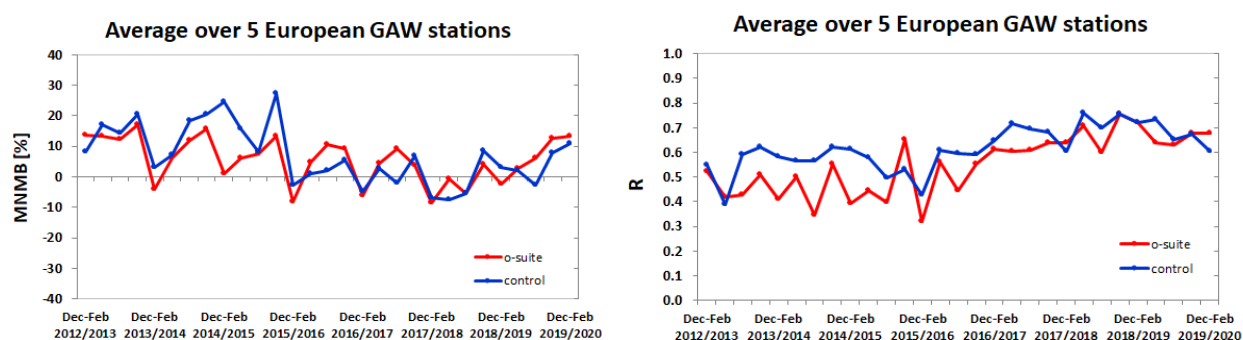 Average over 5 European GAW stations
MNMB [%]
40
30
20
10
0
-10
-20
-30
-40
o-suite
control
Dec-Feb Dec-Feb Dec-Feb Dec-Feb Dec-Feb Dec-Feb Dec-Feb Dec-Feb
2012/2013 2013/2014 2014/2015 2015/2016 2016/2017 2017/2018 2018/2019 2019/2020
Average over 5 European GAW stations
R
1.0
0.9
0.8
0.7
0.6
0.5
0.4
0.3
0.2
0.1
0.0
o-suite
control
Dec-Feb Dec-Feb Dec-Feb Dec-Feb Dec-Feb Dec-Feb Dec-Feb Dec-Feb
2012/2013 2013/2014 2014/2015 2015/2016 2016/2017 2017/2018 2018/2019 2019/2020